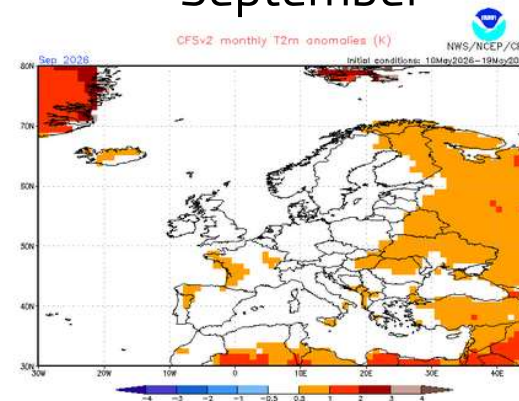 September
CFSv2 monthly T2m anomalies (K)
NWS/NCEP/CP
Sep 2026
Initial conditions: 10May2026-19May20
80N
70N
60N
50N
40N
30N
30W 20W 10W 0 10E 20E 30E 40E
-4 -3 -2 -1 -0.5 0.5 1 2 3 4